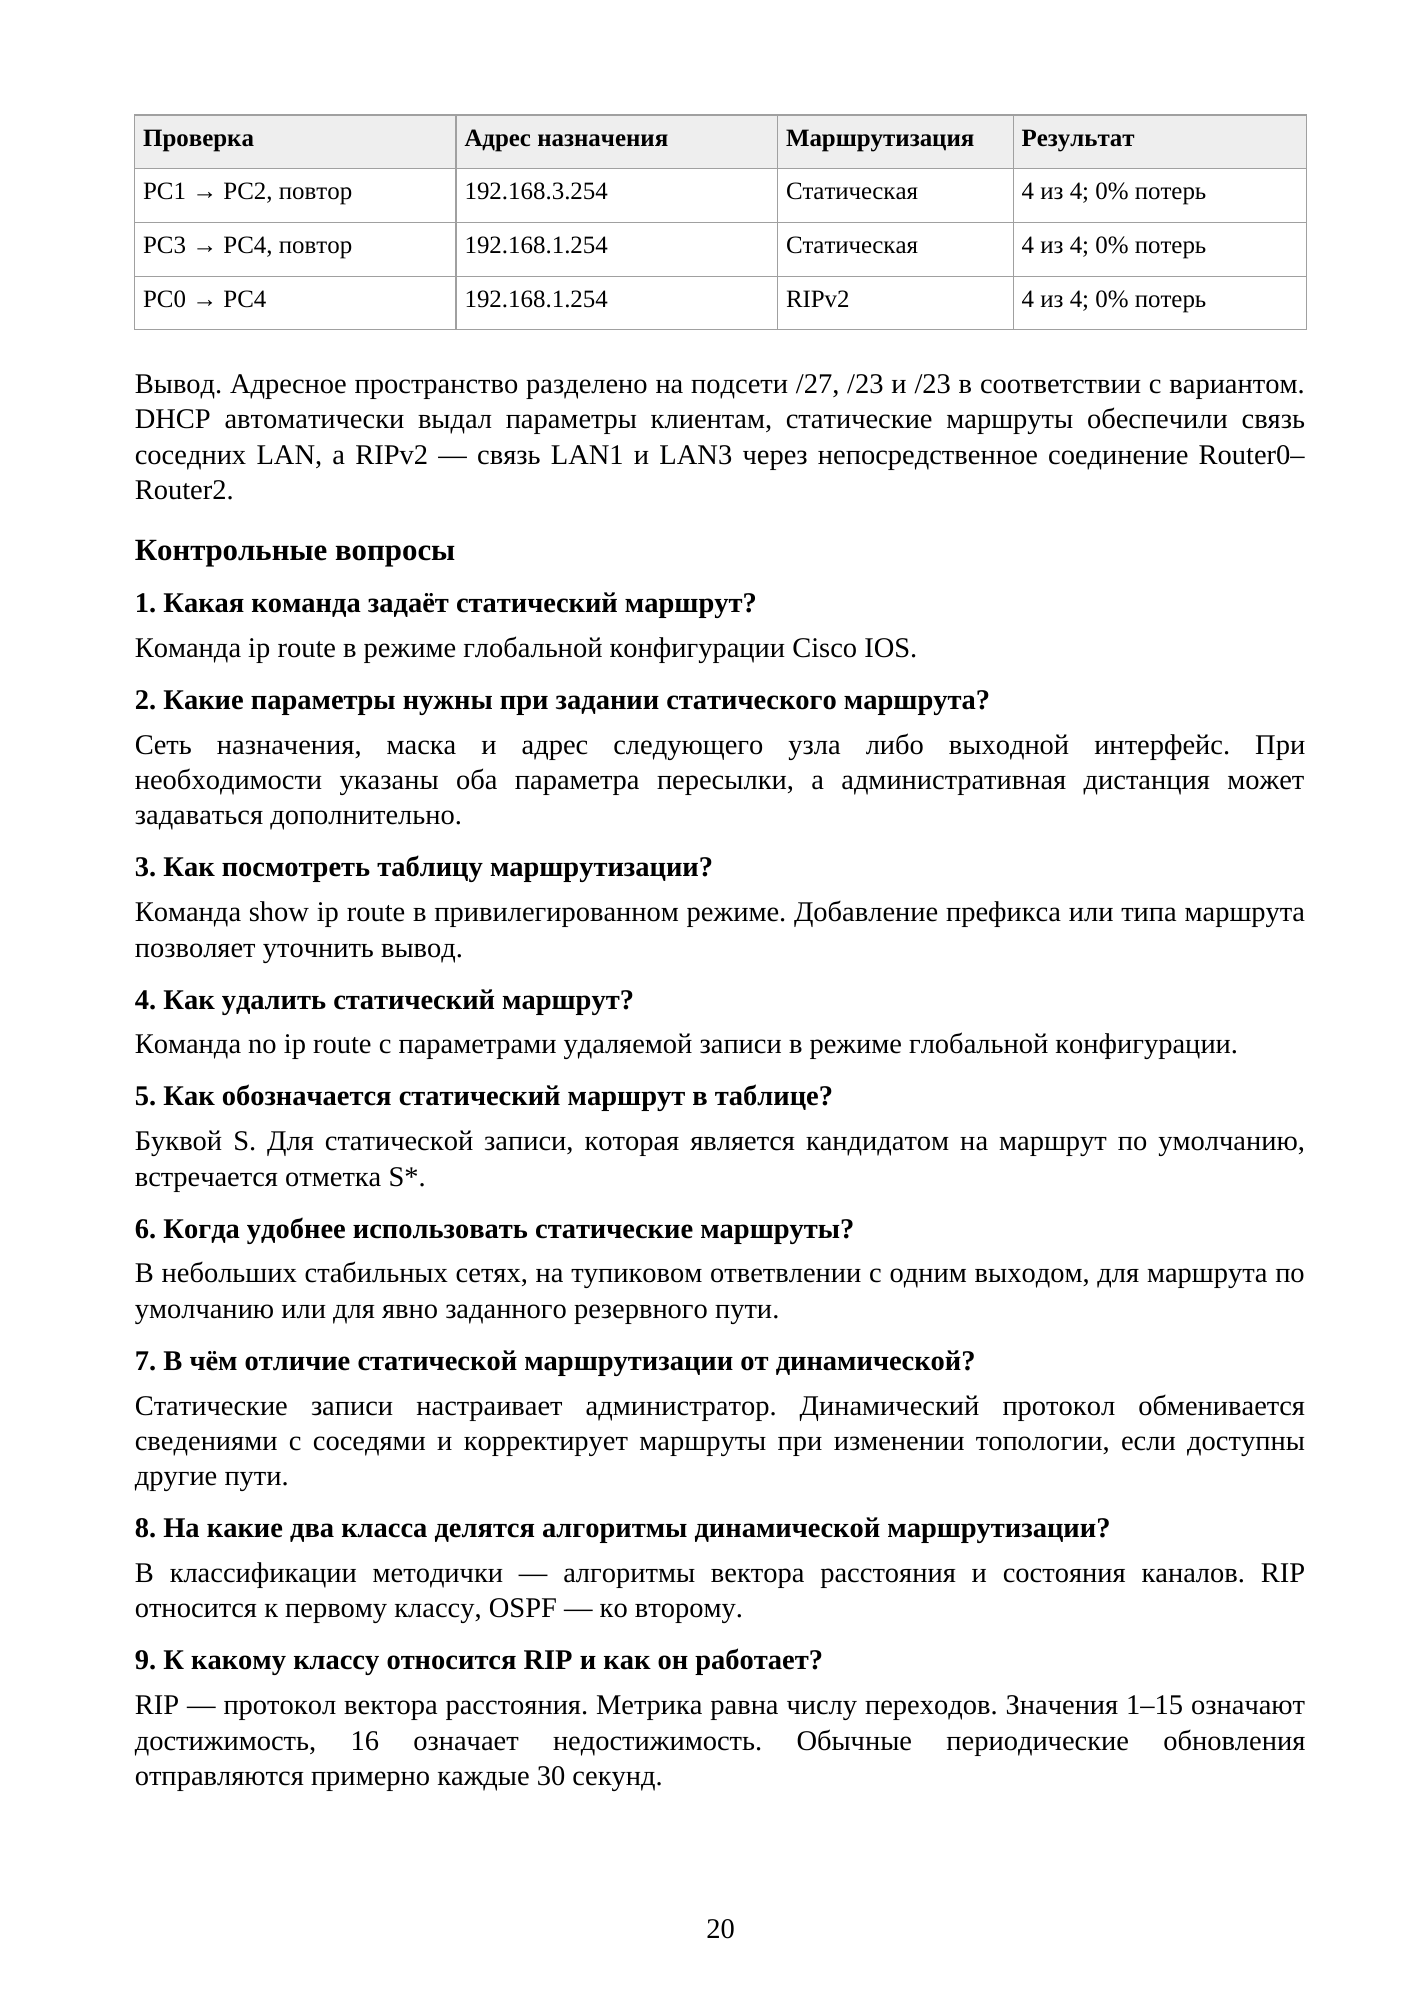 Проверка Адрес назначения Маршрутизация Результат
PC1 → PC2, повтор 192.168.3.254 Статическая 4 из 4; 0% потерь
PC3 → PC4, повтор 192.168.1.254 Статическая 4 из 4; 0% потерь
PC0 → PC4 192.168.1.254 RIPv2 4 из 4; 0% потерь
Вывод. Адресное пространство разделено на подсети /27, /23 и /23 в соответствии с вариантом.
DHCP автоматически выдал параметры клиентам, статические маршруты обеспечили связь
соседних LAN, а RIPv2 — связь LAN1 и LAN3 через непосредственное соединение Router0–
Router2.
Контрольные вопросы
1. Какая команда задаёт статический маршрут?
Команда ip route в режиме глобальной конфигурации Cisco IOS.
2. Какие параметры нужны при задании статического маршрута?
Сеть назначения, маска и адрес следующего узла либо выходной интерфейс. При
необходимости указаны оба параметра пересылки, а административная дистанция может
задаваться дополнительно.
3. Как посмотреть таблицу маршрутизации?
Команда show ip route в привилегированном режиме. Добавление префикса или типа маршрута
позволяет уточнить вывод.
4. Как удалить статический маршрут?
Команда no ip route с параметрами удаляемой записи в режиме глобальной конфигурации.
5. Как обозначается статический маршрут в таблице?
Буквой S. Для статической записи, которая является кандидатом на маршрут по умолчанию,
встречается отметка S*.
6. Когда удобнее использовать статические маршруты?
В небольших стабильных сетях, на тупиковом ответвлении с одним выходом, для маршрута по
умолчанию или для явно заданного резервного пути.
7. В чём отличие статической маршрутизации от динамической?
Статические записи настраивает администратор. Динамический протокол обменивается
сведениями с соседями и корректирует маршруты при изменении топологии, если доступны
другие пути.
8. На какие два класса делятся алгоритмы динамической маршрутизации?
В классификации методички — алгоритмы вектора расстояния и состояния каналов. RIP
относится к первому классу, OSPF — ко второму.
9. К какому классу относится RIP и как он работает?
RIP — протокол вектора расстояния. Метрика равна числу переходов. Значения 1–15 означают
достижимость, 16 означает недостижимость. Обычные периодические обновления
отправляются примерно каждые 30 секунд.
20